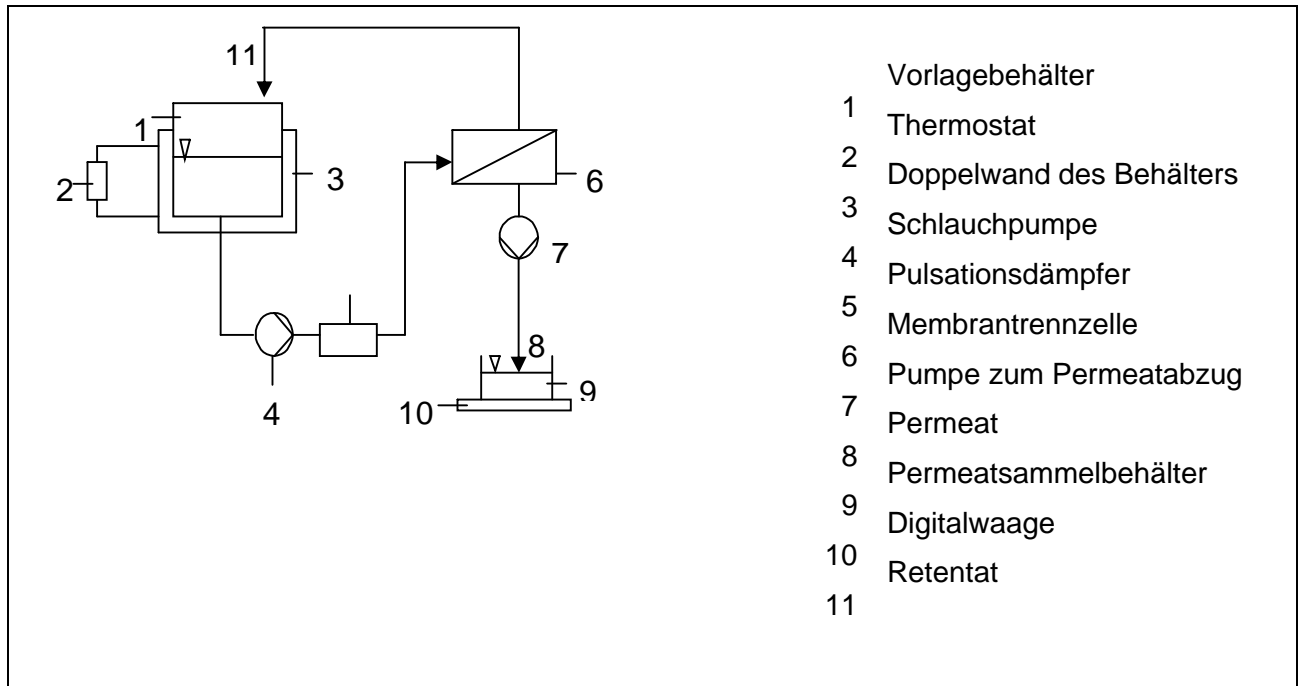 11
1
2
3
6
7
8
9
10
4
Vorlagebehälter
1
Thermostat
2
Doppelwand des Behälters
3
Schlauchpumpe
4
Pulsationsdämpfer
5
Membrantrennzelle
6
Pumpe zum Permeatabzug
7
Permeat
8
Permeatsammelbehälter
9
Digitalwaage
10
Retentat
11